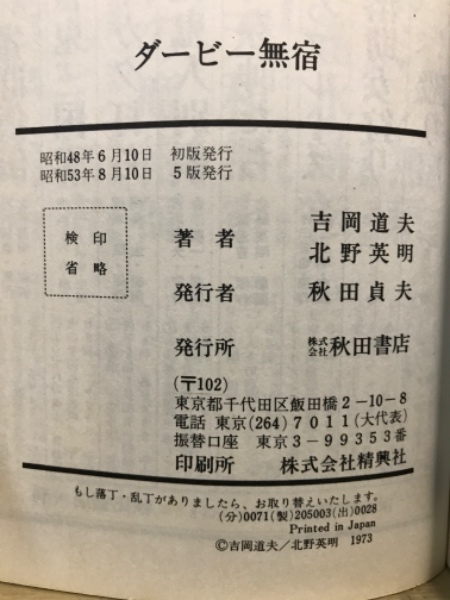 ダービー無宿
昭和48年6月10日 初版発行
昭和53年8月10日 5版発行
検印
省略
著者 吉岡道夫
北野英明
発行者 秋田貞夫
発行所 株式会社 秋田書店
(〒102)
東京都千代田区飯田橋2-10-8
電話 東京(264)7011(大代表)
振替口座 東京3-99353番
印刷所 株式会社精興社
もし落丁・乱丁がありましたら、お取り替えいたします。
(分)0071(製)205003(出)0028
Printed in Japan
©吉岡道夫/北野英明 1973